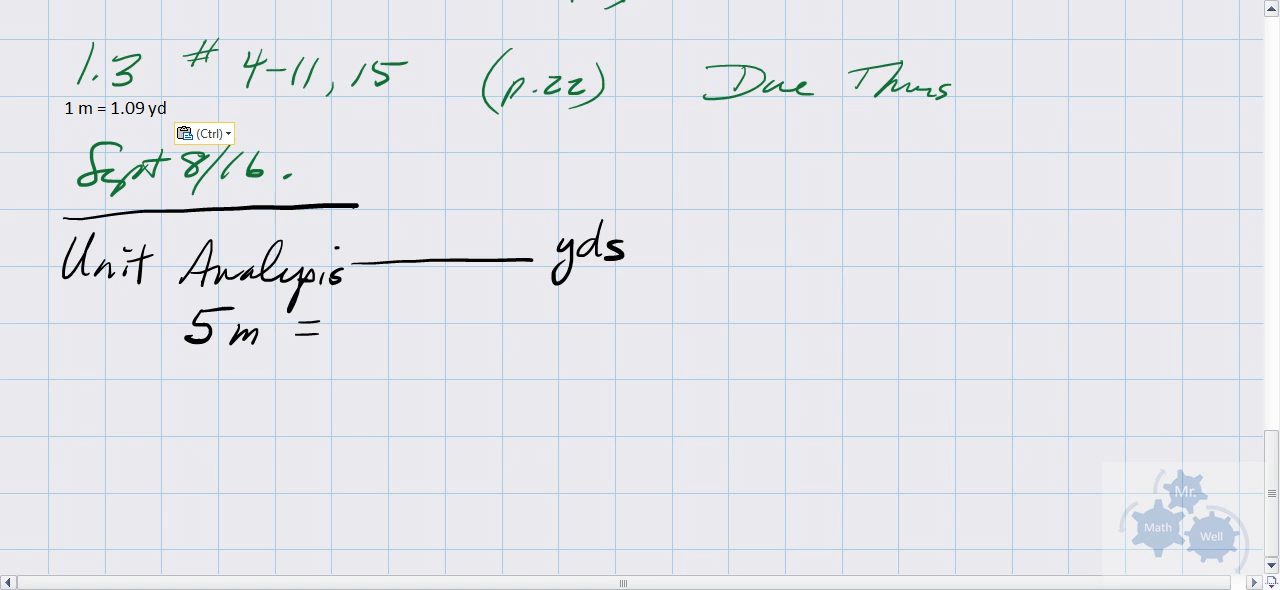 1.3 # 4-11, 15 (p.22) Due Thurs
1 m = 1.09 yd
(Ctrl)
Sept 8/16.
Unit Analysis yds
5 m =
Mr.
Math
Well